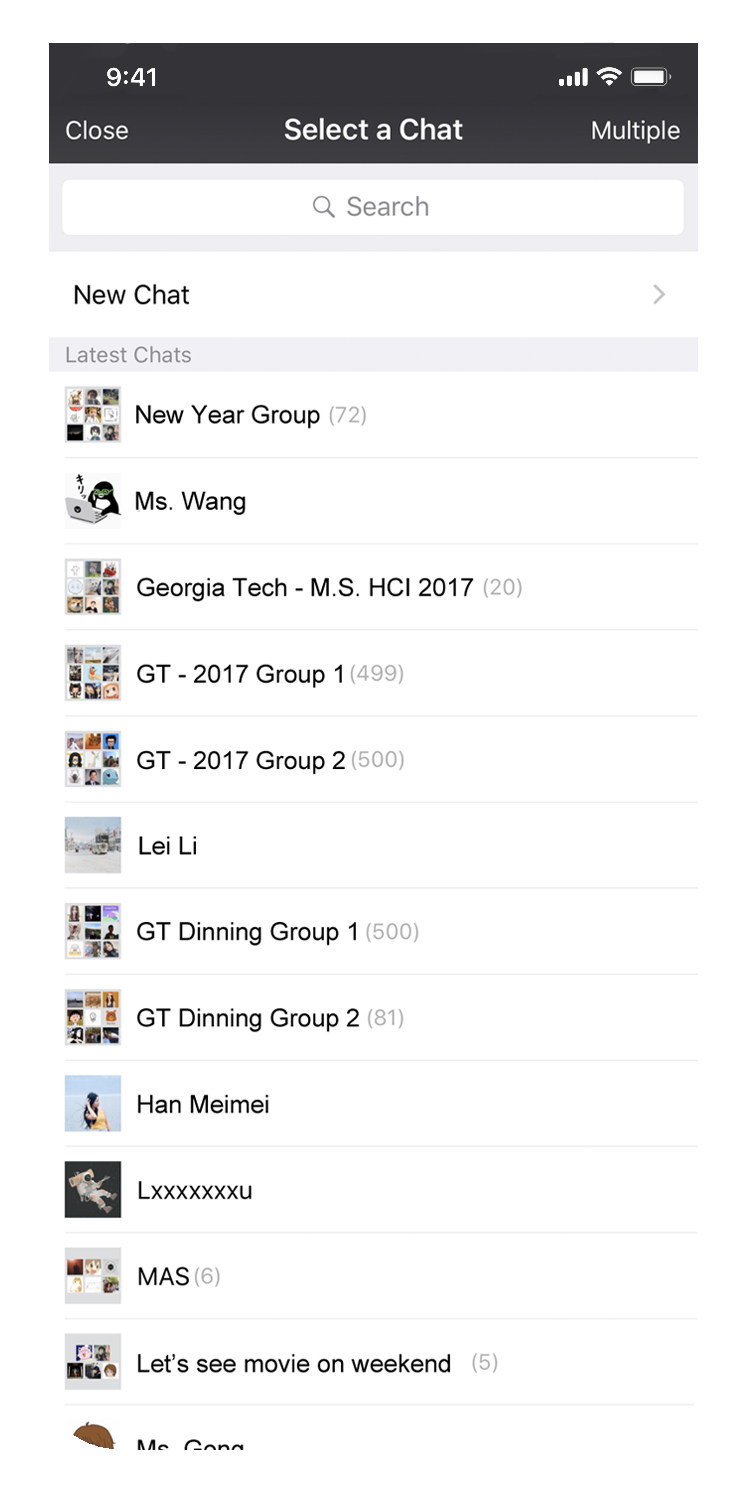 9:41
Close Select a Chat Multiple
Search
New Chat
Latest Chats
New Year Group (72)
キリッ
Ms. Wang
Georgia Tech - M.S. HCI 2017 (20)
GT - 2017 Group 1 (499)
GT - 2017 Group 2 (500)
Lei Li
GT Dinning Group 1 (500)
GT Dinning Group 2 (81)
Han Meimei
Lxxxxxxxu
MAS (6)
Let's see movie on weekend (5)
Ms. Gong